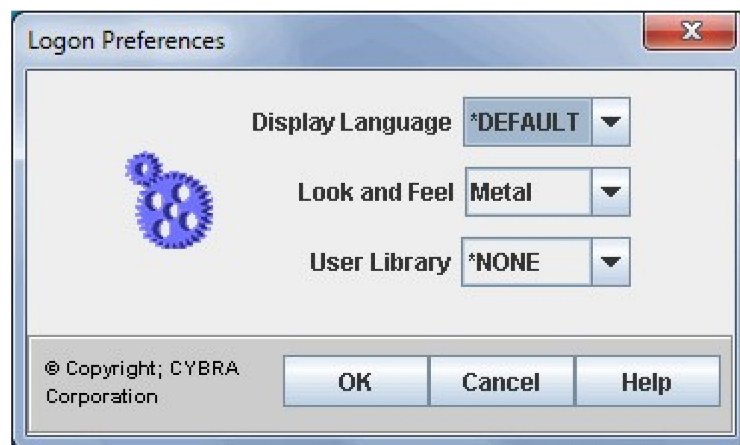 Logon Preferences
X
Display Language *DEFAULT
Look and Feel Metal
User Library *NONE
© Copyright; CYBRA
Corporation
OK Cancel Help